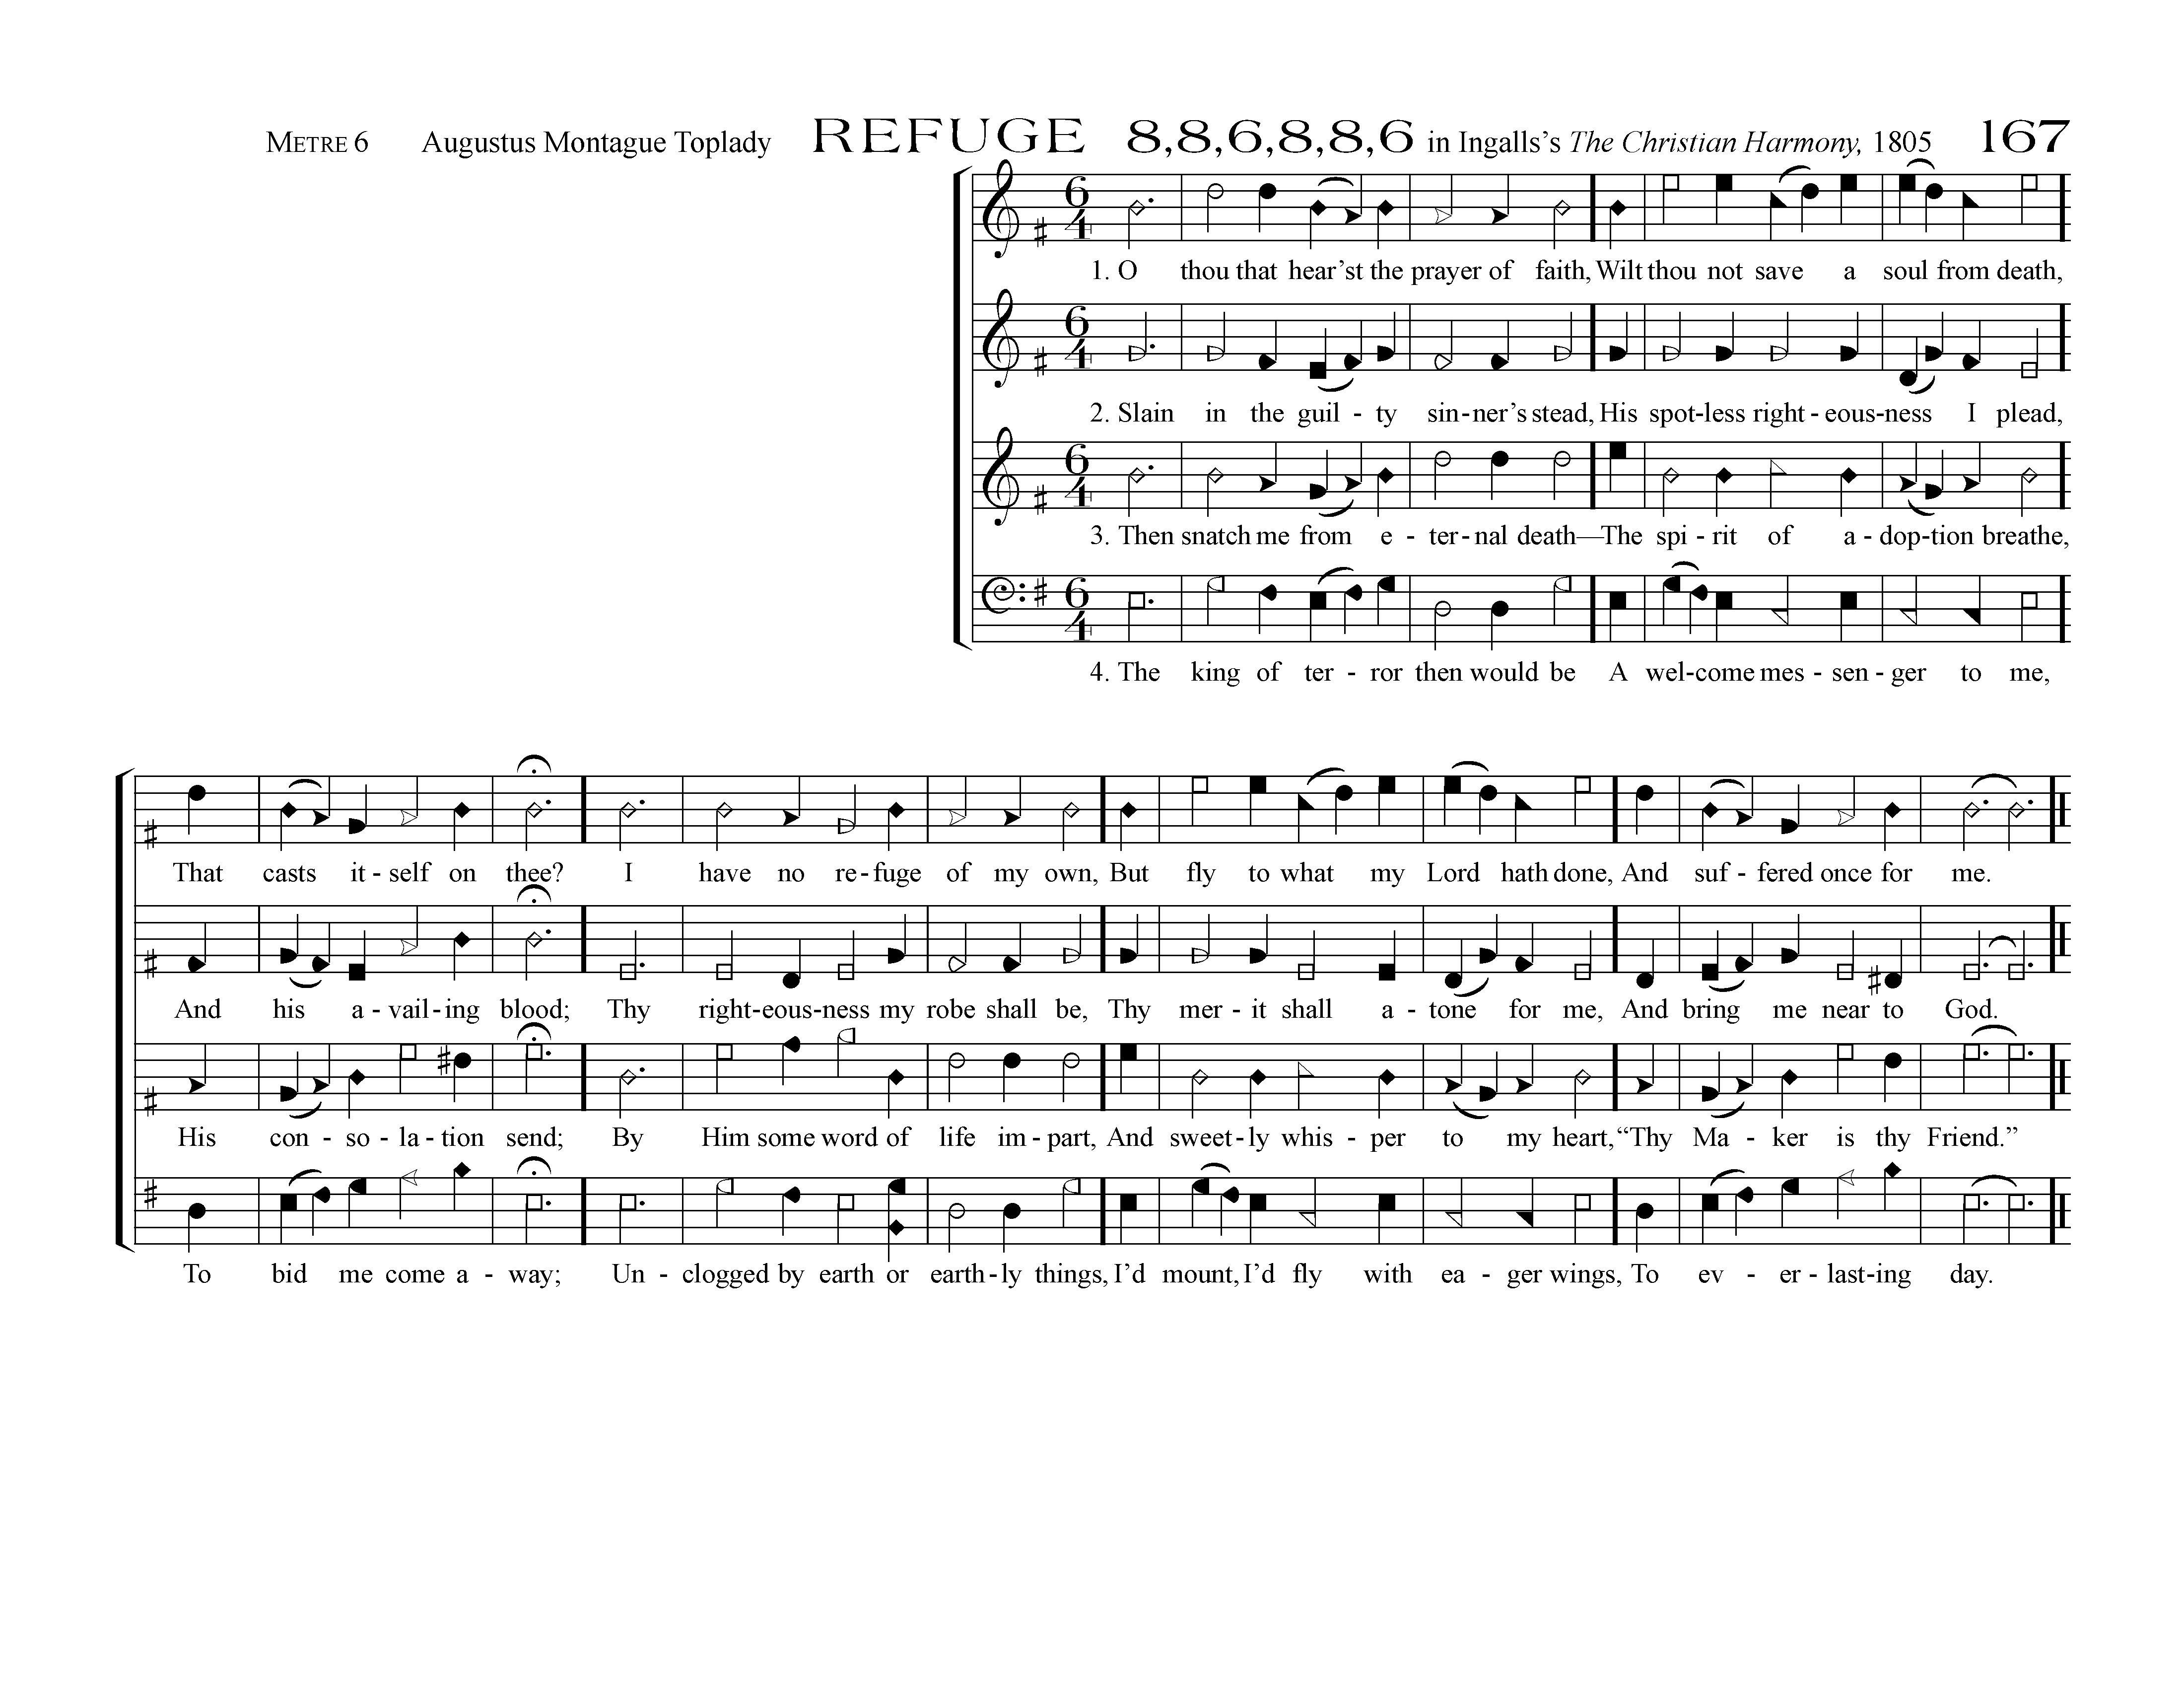 METRE 6 Augustus Montague Toplady REFUGE 8,8,6,8,8,6 in Ingalls’s The Christian Harmony, 1805 167
6 4
1. O thou that hear’st the prayer of faith, Wilt thou not save a soul from death,
6 4
2. Slain in the guil - ty sin - ner’s stead, His spot - less right - eous - ness I plead,
6 4
3. Then snatch me from e - ter - nal death—The spi - rit of a - dop - tion breathe,
6 4
4. The king of ter - ror then would be A wel - come mes - sen - ger to me,
That casts it - self on thee? I have no re - fuge of my own, But fly to what my Lord hath done, And suf - fered once for me.
And his a - vail - ing blood; Thy right - eous - ness my robe shall be, Thy mer - it shall a - tone for me, And bring me near to God.
His con - so - la - tion send; By Him some word of life im - part, And sweet - ly whis - per to my heart, “Thy Ma - ker is thy Friend.”
To bid me come a - way; Un - clogged by earth or earth - ly things, I’d mount, I’d fly with ea - ger wings, To ev - er - last - ing day.